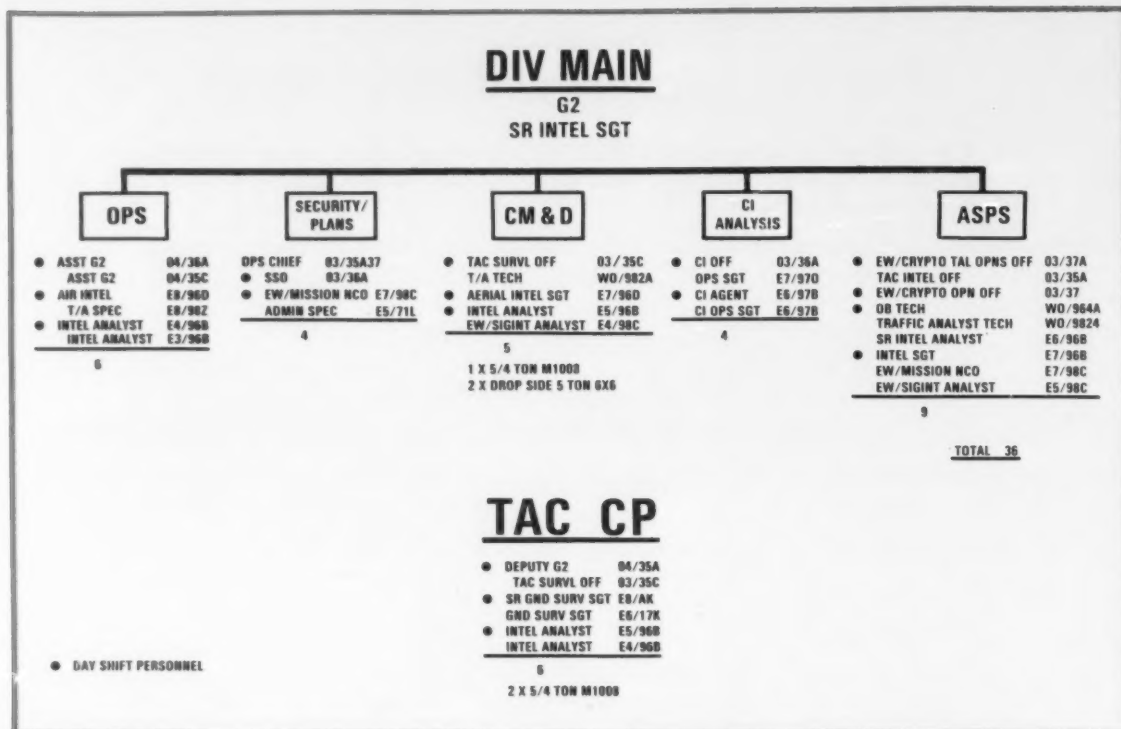 DIV MAIN
G2
SR INTEL SGT
OPS
● ASST G2 04/36A
ASST G2 04/35C
● AIR INTEL E8/96D
T/A SPEC E8/98Z
● INTEL ANALYST E4/96B
INTEL ANALYST E3/96B
6
SECURITY/
PLANS
OPS CHIEF 03/35A37
● SSO 03/36A
● EW/MISSION NCO E7/98C
ADMIN SPEC E5/71L
4
CM & D
● TAC SURVL OFF 03/35C
T/A TECH WO/982A
● AERIAL INTEL SGT E7/96D
● INTEL ANALYST E5/96B
EW/SIGINT ANALYST E4/98C
5
1 X 5/4 TON M1008
2 X DROP SIDE 5 TON 6X6
CI
ANALYSIS
● CI OFF 03/36A
OPS SGT E7/97D
● CI AGENT E6/97B
CI OPS SGT E6/97B
4
ASPS
● EW/CRYPTO TAL OPNS OFF 03/37A
TAC INTEL OFF 03/35A
● EW/CRYPTO OPN OFF 03/37
● OB TECH WO/964A
TRAFFIC ANALYST TECH WO/9824
SR INTEL ANALYST E6/96B
● INTEL SGT E7/96B
EW/MISSION NCO E7/98C
EW/SIGINT ANALYST E5/98C
9
TOTAL 36
TAC CP
● DEPUTY G2 04/35A
TAC SURVL OFF 03/35C
● SR GND SURV SGT E8/AK
GND SURV SGT E6/17K
● INTEL ANALYST E5/96B
INTEL ANALYST E4/96B
6
2 X 5/4 TON M1008
● DAY SHIFT PERSONNEL